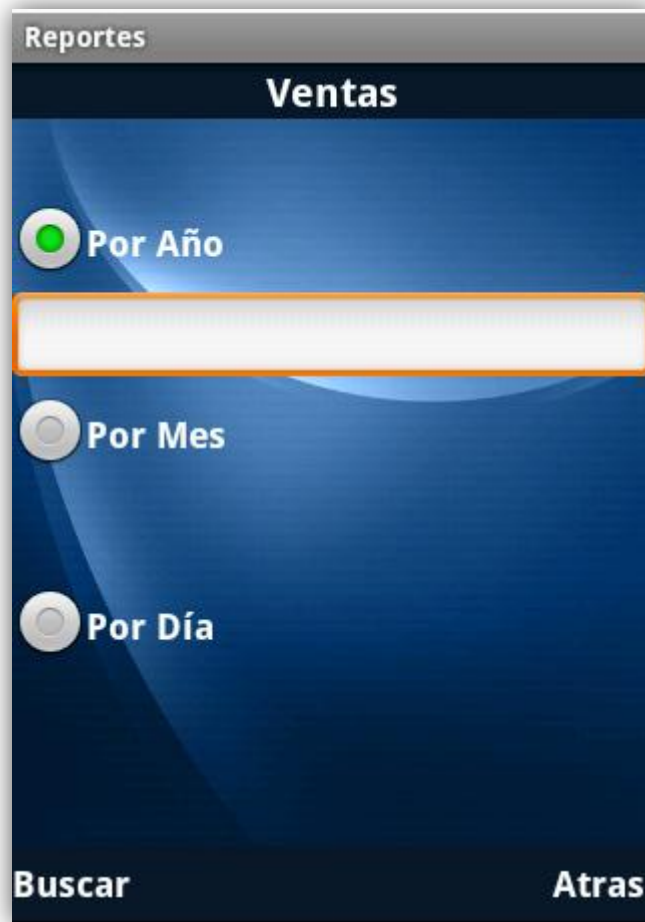 Reportes
Ventas
Por Año
Por Mes
Por Día
Buscar
Atras